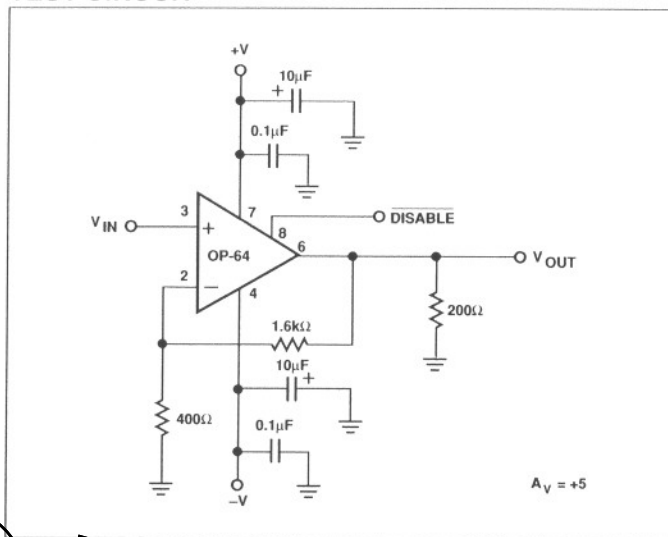 +V
10µF
+
0.1µF
7
3
V IN
+
8
DISABLE
OP-64
6
V OUT
2
−
4
1.6kΩ
200Ω
10µF
+
400Ω
0.1µF
−V
A V = +5